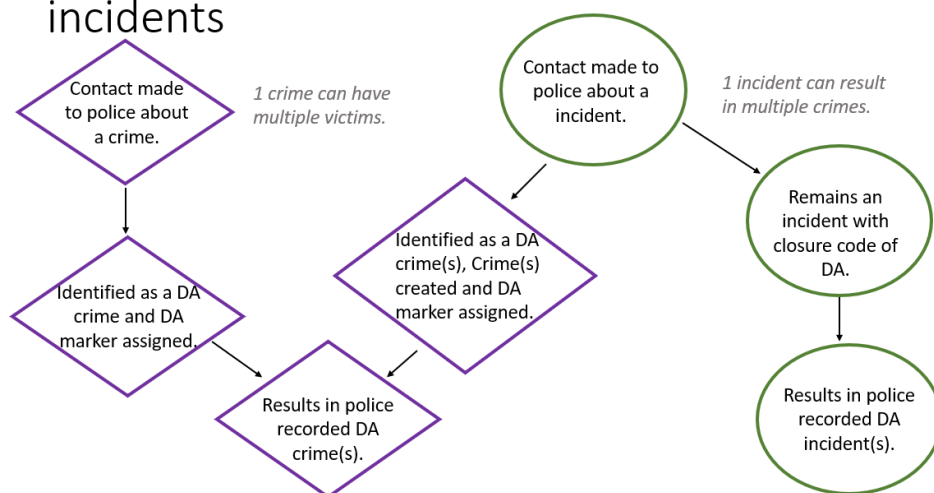 incidents
Contact made
to police about
a crime.
1 crime can have
multiple victims.
Contact made to
police about a
incident.
1 incident can result
in multiple crimes.
Identified as a DA
crime and DA
marker assigned.
Identified as a DA
crime(s), Crime(s)
created and DA
marker assigned.
Remains an
incident with
closure code of
DA.
Results in police
recorded DA
crime(s).
Results in police
recorded DA
incident(s).